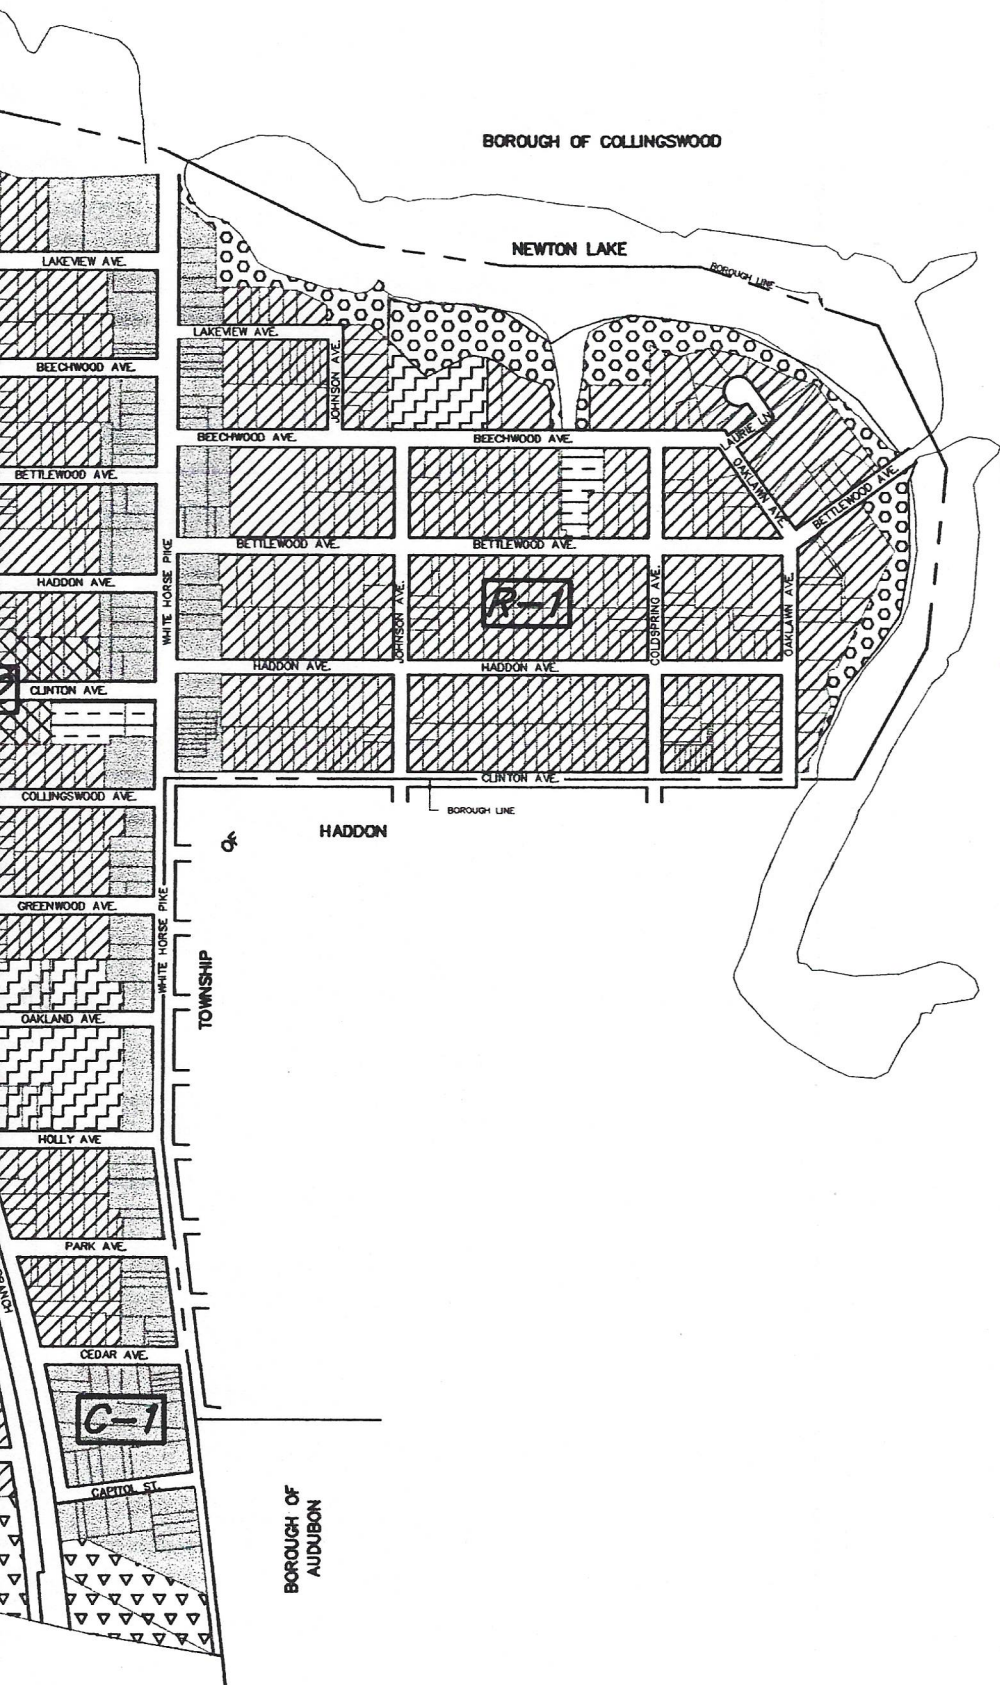 BOROUGH OF COLLINGSWOOD
NEWTON LAKE
BOROUGH LINE
LAKEVIEW AVE.
LAKEVIEW AVE.
JOHNSON AVE.
BEECHWOOD AVE.
BEECHWOOD AVE.
BEECHWOOD AVE.
LAURIE LN
OAKLAWN AVE
BETTLEWOOD AVE.
BETTLEWOOD AVE.
BETTLEWOOD AVE.
BETTLEWOOD AVE.
WHITE HORSE PIKE
HADDON AVE.
R-1
JOHNSON AVE.
COLDSPRING AVE.
OAKLAWN AVE.
HADDON AVE.
HADDON AVE.
CLINTON AVE.
CLINTON AVE.
COLLINGSWOOD AVE.
BOROUGH LINE
OF
HADDON
GREENWOOD AVE.
WHITE HORSE PIKE
TOWNSHIP
OAKLAND AVE.
HOLLY AVE
PARK AVE.
CEDAR AVE.
C-1
CAPITOL ST.
BOROUGH OF
AUDUBON